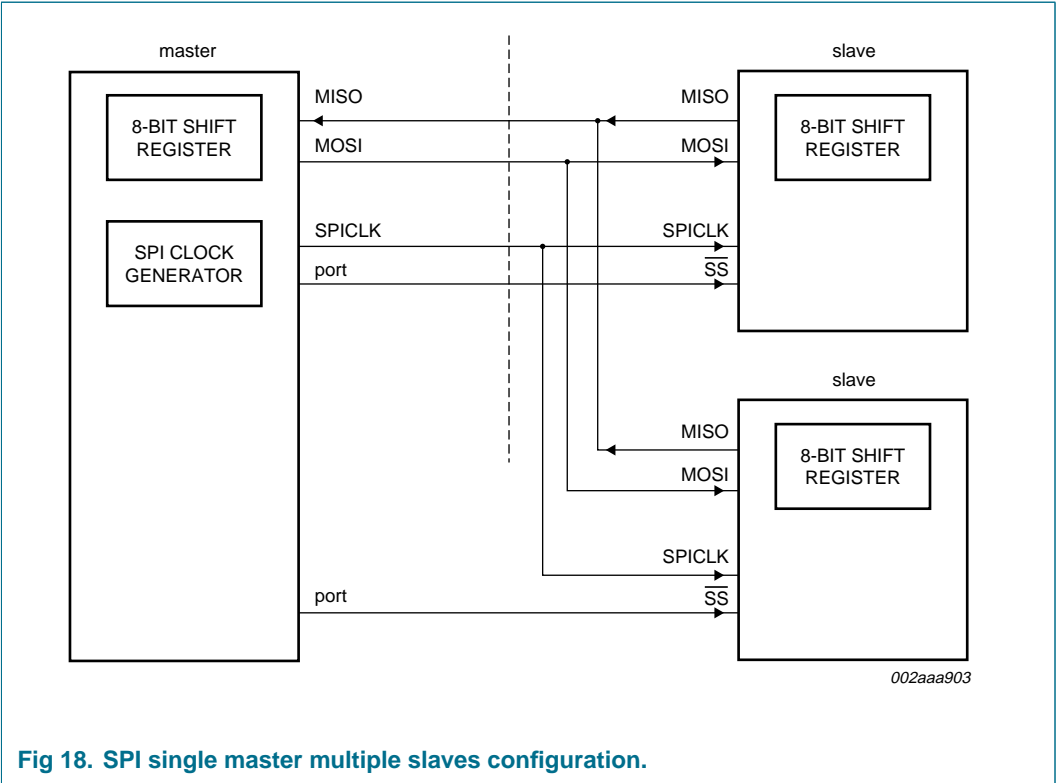 master
slave
MISO
MISO
8-BIT SHIFT
REGISTER
8-BIT SHIFT
REGISTER
MOSI
MOSI
SPICLK
SPICLK
SPI CLOCK
GENERATOR
port
S̅S̅
slave
MISO
8-BIT SHIFT
REGISTER
MOSI
SPICLK
port
S̅S̅
002aaa903
Fig 18. SPI single master multiple slaves configuration.